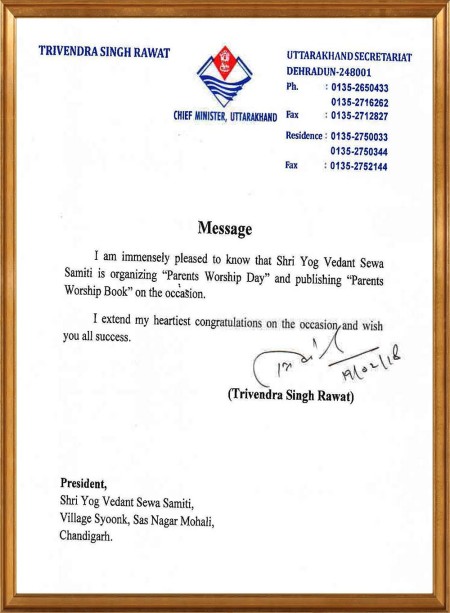 TRIVENDRA SINGH RAWAT
CHIEF MINISTER, UTTARAKHAND
UTTARAKHAND SECRETARIAT
DEHRADUN-248001
Ph. : 0135-2650433
0135-2716262
Fax : 0135-2712827
Residence : 0135-2750033
0135-2750344
Fax : 0135-2752144
Message
I am immensely pleased to know that Shri Yog Vedant Sewa
Samiti is organizing “Parents Worship Day” and publishing “Parents
Worship Book” on the occasion.
I extend my heartiest congratulations on the occasion and wish
you all success.
19/02/18
(Trivendra Singh Rawat)
President,
Shri Yog Vedant Sewa Samiti,
Village Syoonk, Sas Nagar Mohali,
Chandigarh.